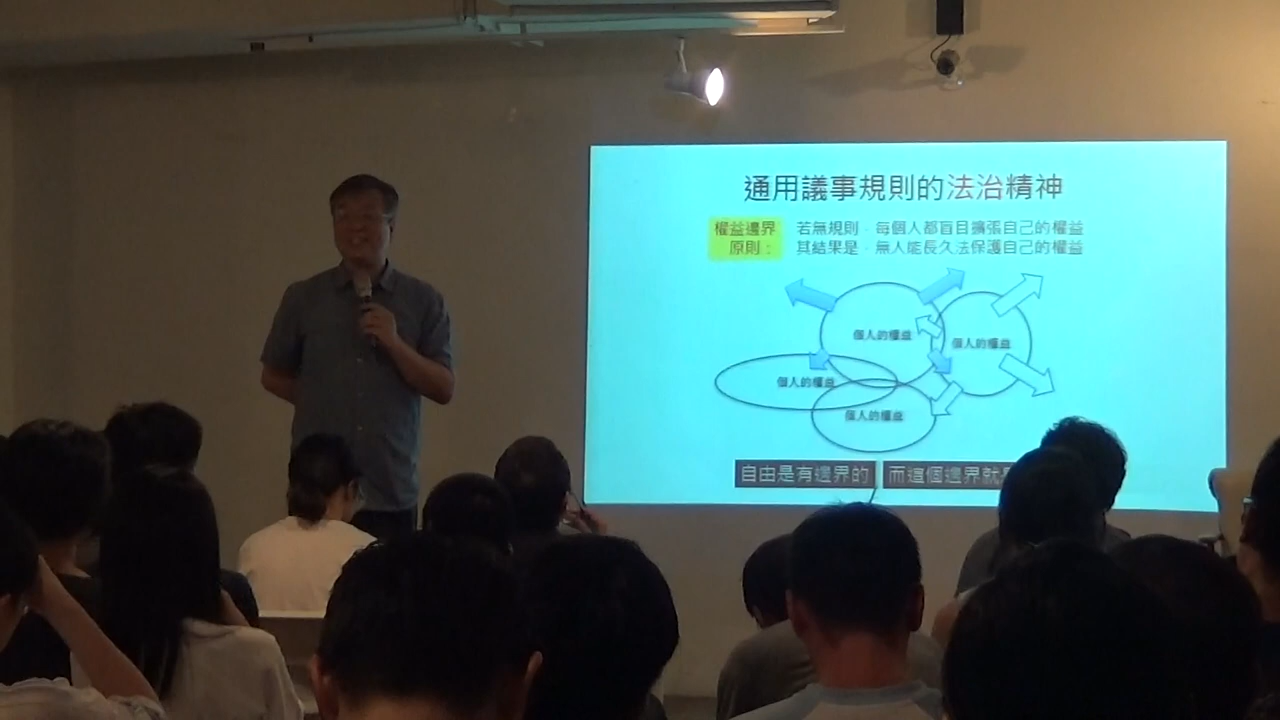 通用議事規則的法治精神
權益邊界
原則：
若無規則，每個人都盲目擴張自己的權益
其結果是，無人能長久法保護自己的權益
個人的權益
個人的權益
個人的權益
個人的權益
自由是有邊界的
而這個邊界就